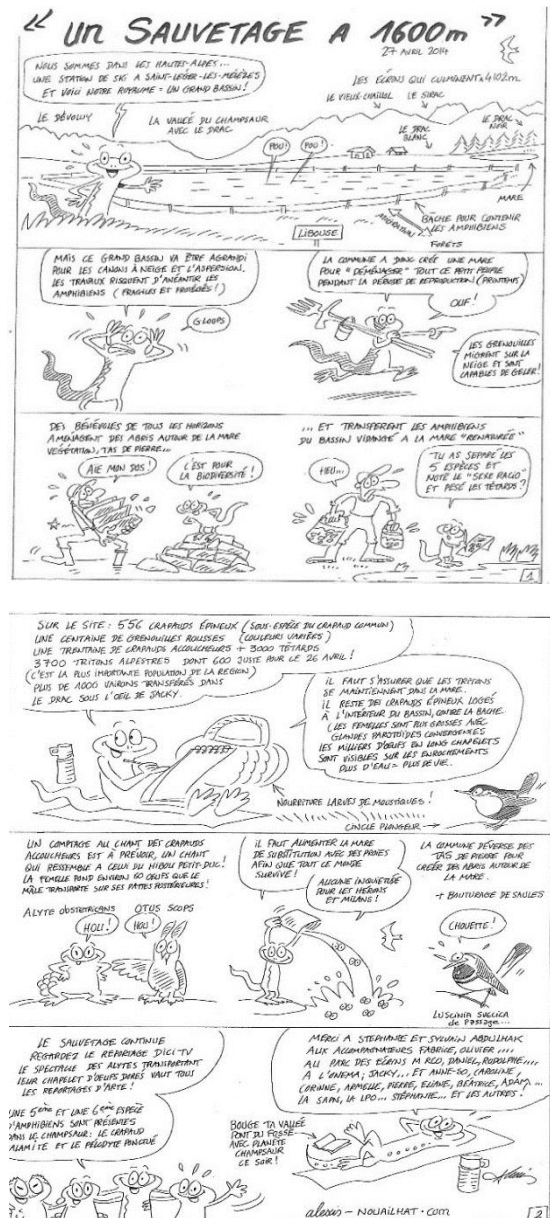 « UN SAUVETAGE A 1600m »
27 AVRIL 2014
NOUS SOMMES DANS LES HAUTES-ALPES...
UNE STATION DE SKI A SAINT-LEGER-LES-MÉLÈZES
ET VOICI NOTRE ROYAUME = UN GRAND BASSIN !
LES ÉCRINS QUI CULMINENT à 4102m
LE VIEUX CHAILLOL LE SIRAC
LE DÉVOLUY
LA VALLÉE DU CHAMPSAUR
AVEC LE DRAC
LE DRAC
BLANC
LE DRAC
NOIR
POU !
POU !
MARE
BACHE POUR CONTENIR
LES AMPHIBIENS
LIBOUSE
FORÊTS
MAIS CE GRAND BASSIN VA ÊTRE AGRANDI
POUR LES CANONS À NEIGE ET L'ASPERSION.
LES TRAVAUX RISQUENT D'ANÉANTIR LES
AMPHIBIENS (FRAGILES ET PROTÉGÉS !)
GLOUPS
LA COMMUNE A DONC CRÉÉ UNE MARE
POUR "DÉMÉNAGER" TOUT CE PETIT PEUPLE
PENDANT LA PÉRIODE DE REPRODUCTION (PRINTEMPS)
OUF !
LES GRENOUILLES
MIGRENT SUR LA
NEIGE ET SONT
CAPABLES DE GELER !
DES BÉNÉVOLES DE TOUS LES HORIZONS
AMENAGENT DES ABRIS AUTOUR DE LA MARE
VÉGÉTATION, TAS DE PIERRE...
AÏE MON DOS !
C'EST POUR
LA BIODIVERSITÉ !
... ET TRANSFERENT LES AMPHIBIENS
DU BASSIN VIDANGÉ A LA MARE "RENATURÉE"
HEU...
TU AS SEPARÉ LES
5 ESPÈCES ET
NOTÉ LE "SEXE RACIO"
ET PESÉ LES TÉTARDS ?
1
SUR LE SITE : 556 CRAPAUDS ÉPINEUX (SOUS-ESPÈCE DU CRAPAUD COMMUN)
UNE CENTAINE DE GRENOUILLES ROUSSES (COULEURS VARIÉES)
UNE TRENTAINE DE CRAPAUDS ACCOUCHEURS + 3000 TÉTARDS
3700 TRITONS ALPESTRES DONT 600 JUSTE POUR LE 26 AVRIL !
(C'EST LA PLUS IMPORTANTE POPULATION DE LA REGION)
PLUS DE 1000 VAIRONS TRANSFÉRÉS DANS
LE DRAC SOUS L'OEIL DE JACKY.
IL FAUT S'ASSURER QUE LES TRITONS
SE MAINTIENNENT DANS LA MARE.
IL RESTE DES CRAPAUDS ÉPINEUX LOGÉS
À L'INTÉRIEUR DU BASSIN, CONTRE LA BACHE.
(LES FEMELLES SONT PLUS GROSSES AVEC
GLANDES PAROTOÏDES CONVERGENTES
LES MILLIERS D'OEUFS EN LONG CHAPELETS
SONT VISIBLES SUR LES ENROCHEMENTS
PLUS D'EAU = PLUS DE VIE.
NOURRITURE LARVES DE MOUSTIQUES !
CINCLE PLONGEUR
UN COMPTAGE AU CHANT DES CRAPAUDS
ACCOUCHEURS EST À PRÉVOIR, UN CHANT
QUI RESSEMBLE A CELUI DU HIBOU PETIT-DUC !
LA FEMELLE POND ENVIRON 50 OEUFS QUE LE
MÂLE TRANSPORTE SUR SES PATTES POSTÉRIEURES !
ALYTE OBSTETRICANS
OTUS SCOPS
HOU !
HOU !
IL FAUT ALIMENTER LA MARE
DE SUBSTITUTION AVEC DES PROIES
AFIN QUE TOUT CE MONDE
SURVIVE !
AUCUNE INQUIÉTUDE
POUR LES HÉRONS
ET MILANS !
LA COMMUNE DÉVERSE DES
TAS DE PIERRE POUR
CRÉER DES ABRIS AUTOUR DE
LA MARE.
+ BOUTURAGE DE SAULES
CHOUETTE !
LUSCINIA SVECICA
de Passage...
LE SAUVETAGE CONTINUE
REGARDEZ LE REPORTAGE DICI TV
LE SPECTACLE DES ALYTES TRANSPORTANT
LEUR CHAPELET D'OEUFS DORES VAUT TOUS
LES REPORTAGES D'ARTE !
UNE 5ème ET UNE 6ème ESPÈCE
D'AMPHIBIENS SONT PRÉSENTES
DANS LE CHAMPSAUR : LE CRAPAUD
CALAMITE ET LE PÉLODYTE PONCTUÉ
MERCI A STEPHANIE ET SYLVAIN ABDULHAK
AUX ACCOMPAGNATEURS FABRICE, OLIVIER ....
AU PARC DES ÉCRINS M RCO, DANIEL, RODOLPHE....
A L'ONEMA, JACKY... ET ANNE-SO, CAROLINE,
CORINNE, ARMELLE, PIERRE, ELIANE, BÉATRICE, ADAM ...
LA SAPN, LA LPO... STÉPHANIE... ET LES AUTRES !
BOUGE TA VALLÉE
PONT DU FOSSÉ
AVEC PLANÈTE
CHAMPSAUR
CE SOIR !
alexis - NOUAILHAT . com
2